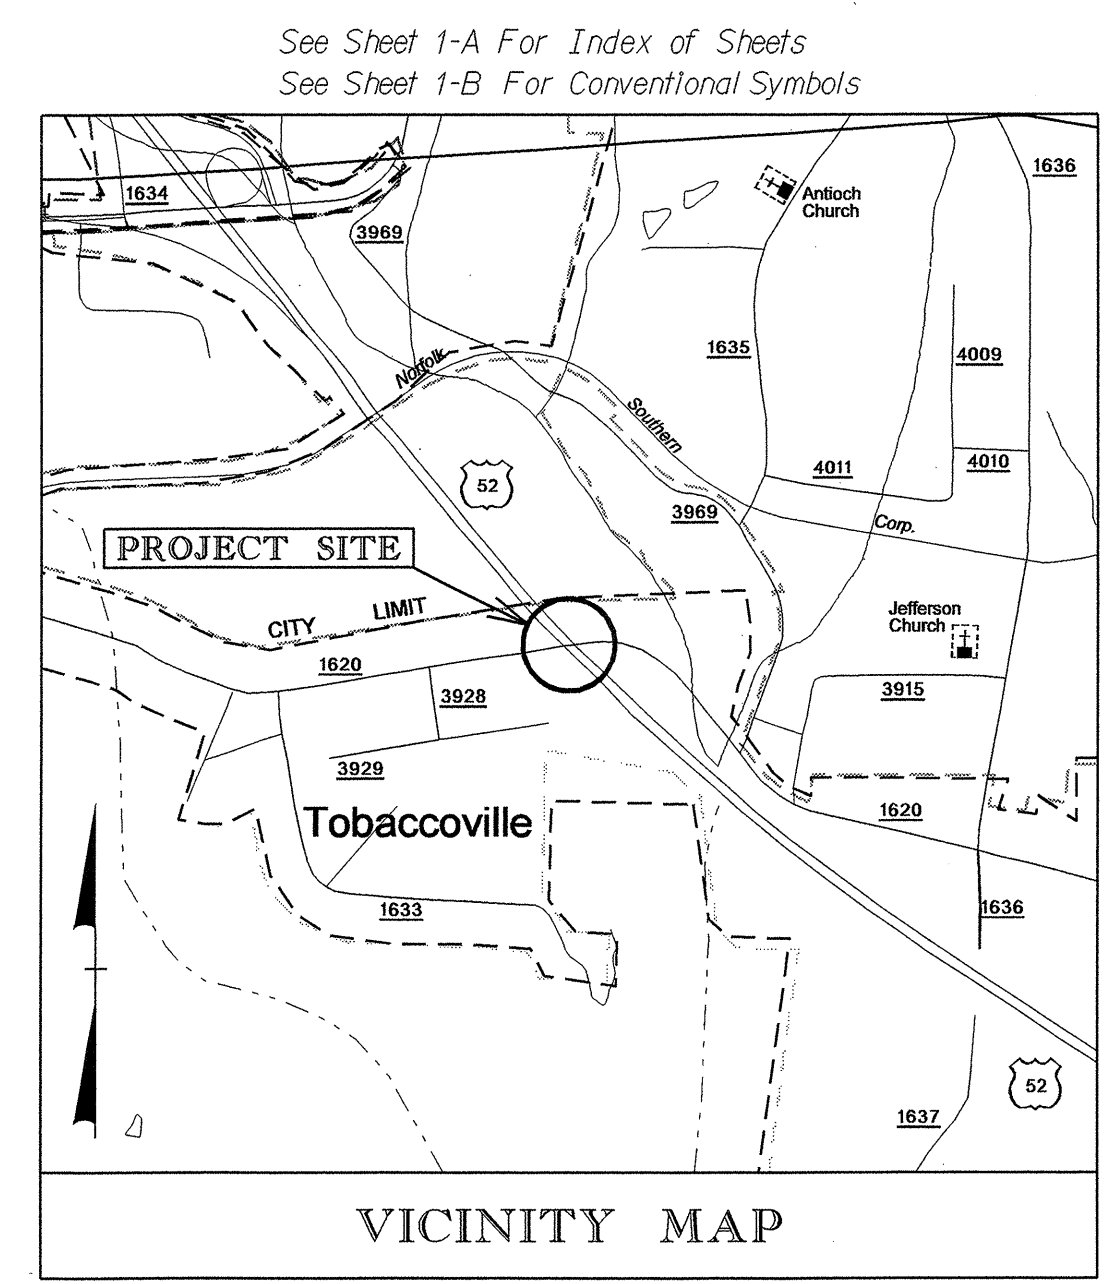 See Sheet 1-A For Index of Sheets
See Sheet 1-B For Conventional Symbols
1636
1634
Antioch
Church
3969
1635
4009
Norfolk
Southern
4011
4010
52
3969
Corp.
PROJECT SITE
CITY LIMIT
Jefferson
Church
1620
3928
3915
3929
1620
Tobaccoville
1633
1636
52
1637
VICINITY MAP